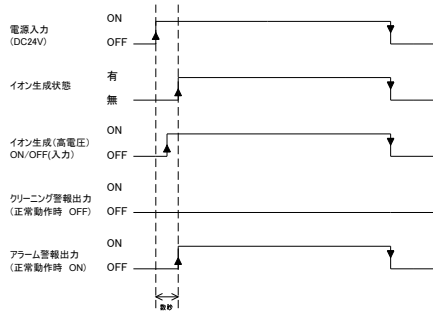 電源入力
(DC24V)
ON
OFF
イオン生成状態
有
無
イオン生成(高電圧)
ON/OFF(入力)
ON
OFF
クリーニング警報出力
(正常動作時 OFF)
ON
OFF
アラーム警報出力
(正常動作時 ON)
ON
OFF
数秒